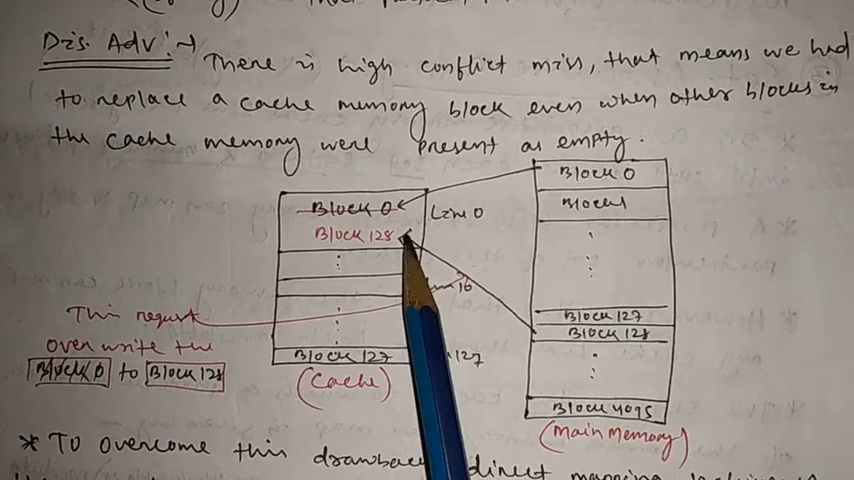 Dis. Adv :→ There is high conflict miss, that means we had
to replace a cache memory block even when other blocks in
the cache memory were present as empty.
Block 0
Block 0
Line 0
Block 1
Block 128
16
This request
over write the
Block 0 to Block 128
Block 127
Block 128
Block 127
127
(Cache)
Block 4095
(Main Memory)
* To overcome this
direct mapping